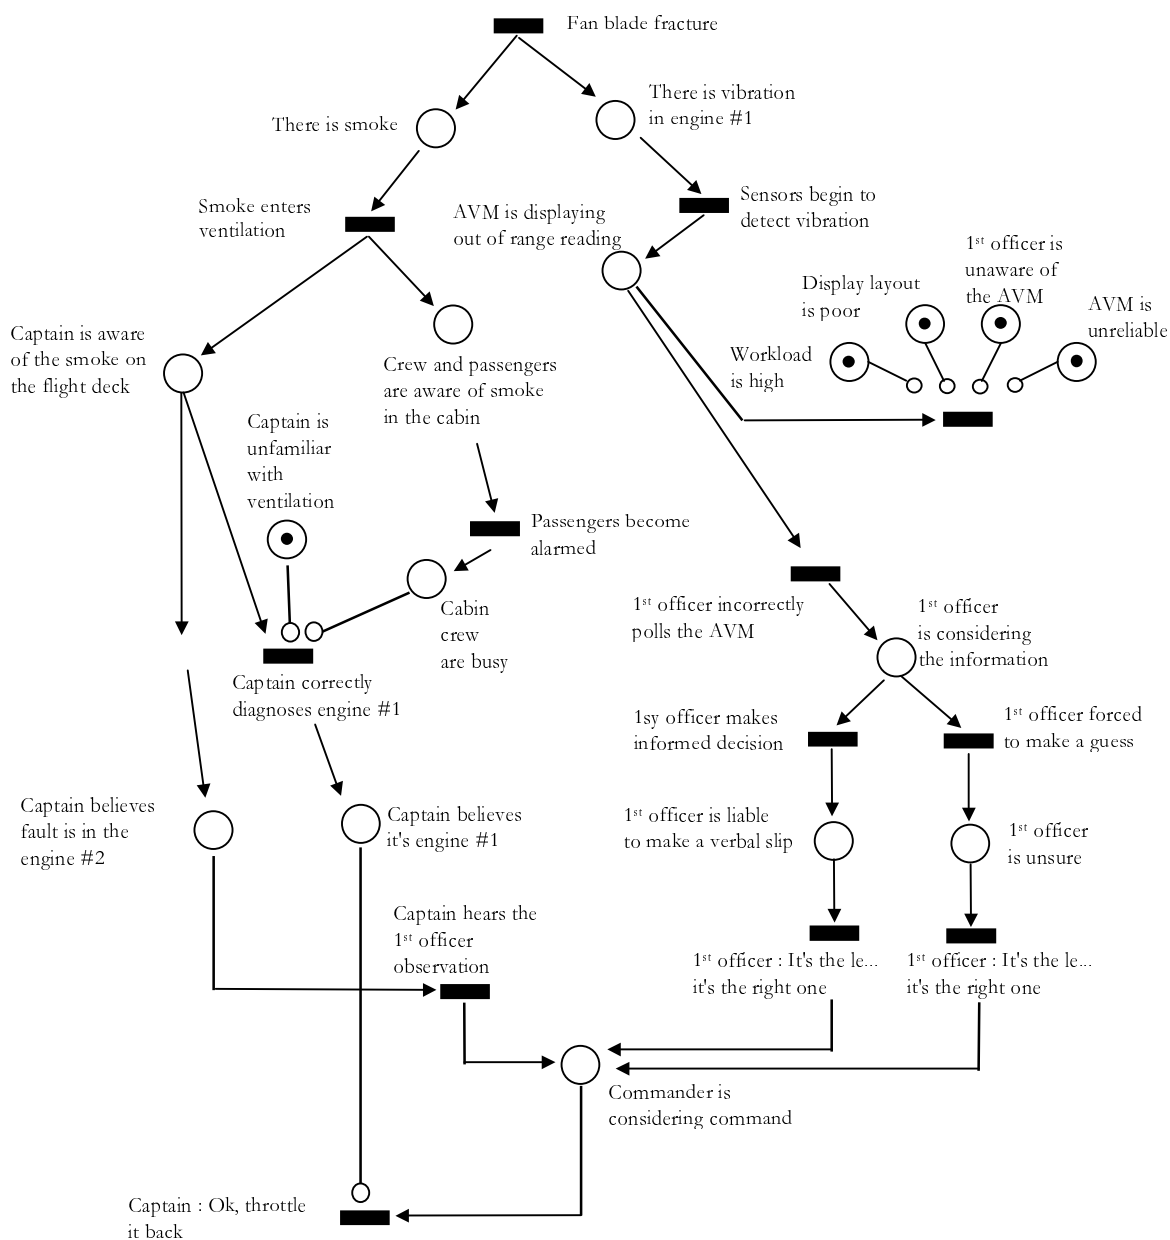 Fan blade fracture
There is vibration
in engine #1
There is smoke
Smoke enters
ventilation
AVM is displaying
out of range reading
Sensors begin to
detect vibration
1st officer is
unaware of
the AVM
Display layout
is poor
AVM is
unreliable
Workload
is high
Captain is aware
of the smoke on
the flight deck
Crew and passengers
are aware of smoke
in the cabin
Captain is
unfamiliar
with
ventilation
Passengers become
alarmed
Cabin
crew
are busy
1st officer incorrectly
polls the AVM
1st officer
is considering
the information
Captain correctly
diagnoses engine #1
1sy officer makes
informed decision
1st officer forced
to make a guess
Captain believes
fault is in the
engine #2
Captain believes
it's engine #1
1st officer is liable
to make a verbal slip
1st officer
is unsure
Captain hears the
1st officer
observation
1st officer : It's the le...
it's the right one
1st officer : It's the le...
it's the right one
Commander is
considering command
Captain : Ok, throttle
it back